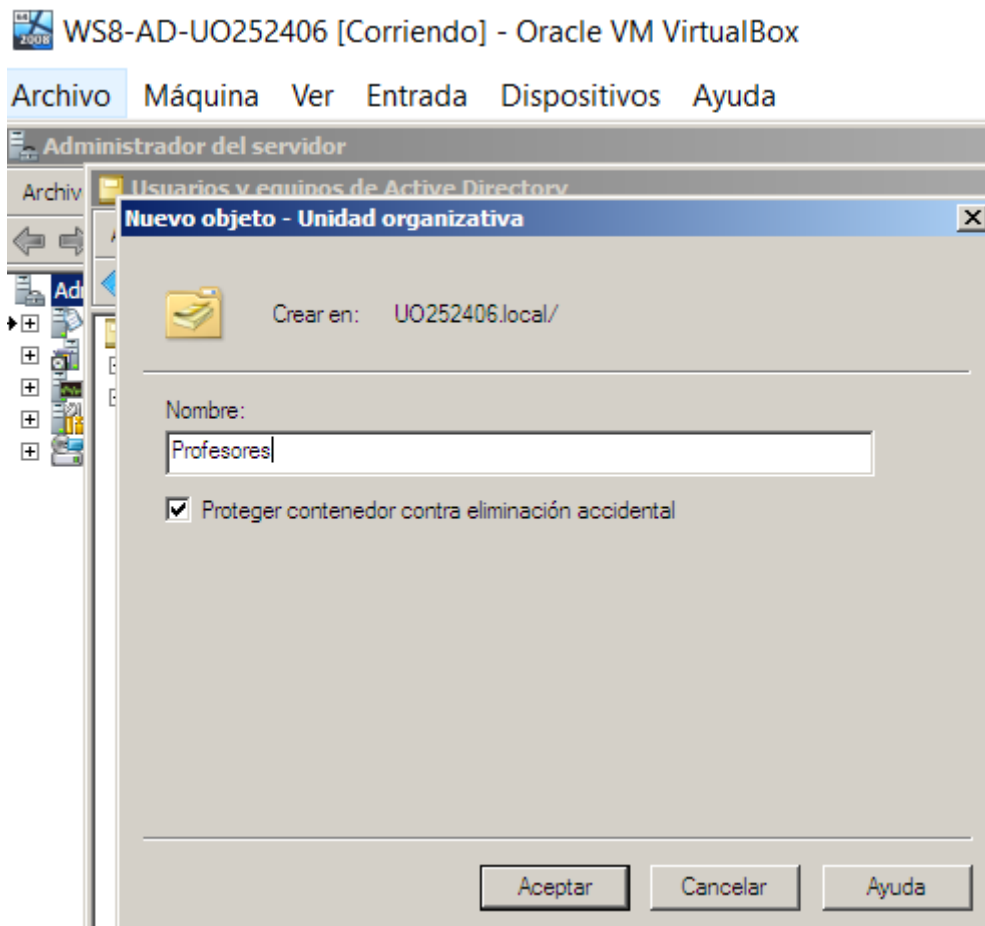 WS8-AD-UO252406 [Corriendo] - Oracle VM VirtualBox
Archivo Máquina Ver Entrada Dispositivos Ayuda
Administrador del servidor
Archiv
Usuarios y equipos de Active Directory
Nuevo objeto - Unidad organizativa
Adı
Crear en: UO252406.local/
Nombre:
Profesores
Proteger contenedor contra eliminación accidental
Aceptar Cancelar Ayuda